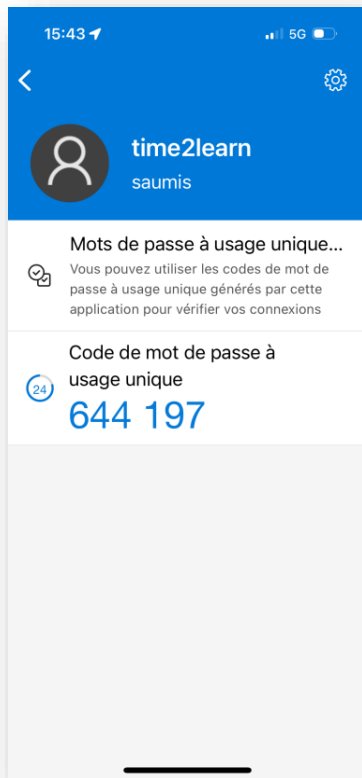 15:43
5G
time2learn
saumis
Mots de passe à usage unique...
Vous pouvez utiliser les codes de mot de
passe à usage unique générés par cette
application pour vérifier vos connexions
Code de mot de passe à
usage unique
24
644 197